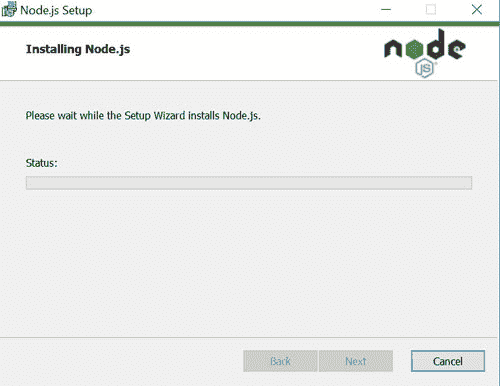 Node.js Setup
Installing Node.js
node
JS
Please wait while the Setup Wizard installs Node.js.
Status:
Back Next Cancel